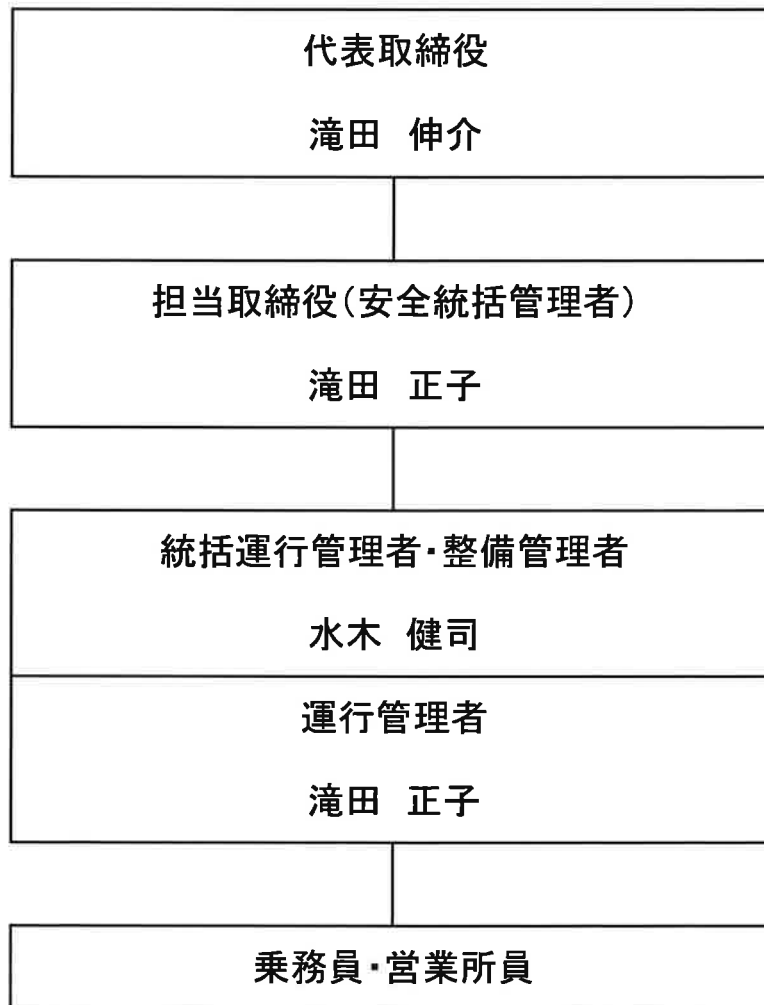 代表取締役
滝田 伸介
担当取締役(安全統括管理者)
滝田 正子
統括運行管理者・整備管理者
水木 健司
運行管理者
滝田 正子
乗務員・営業所員